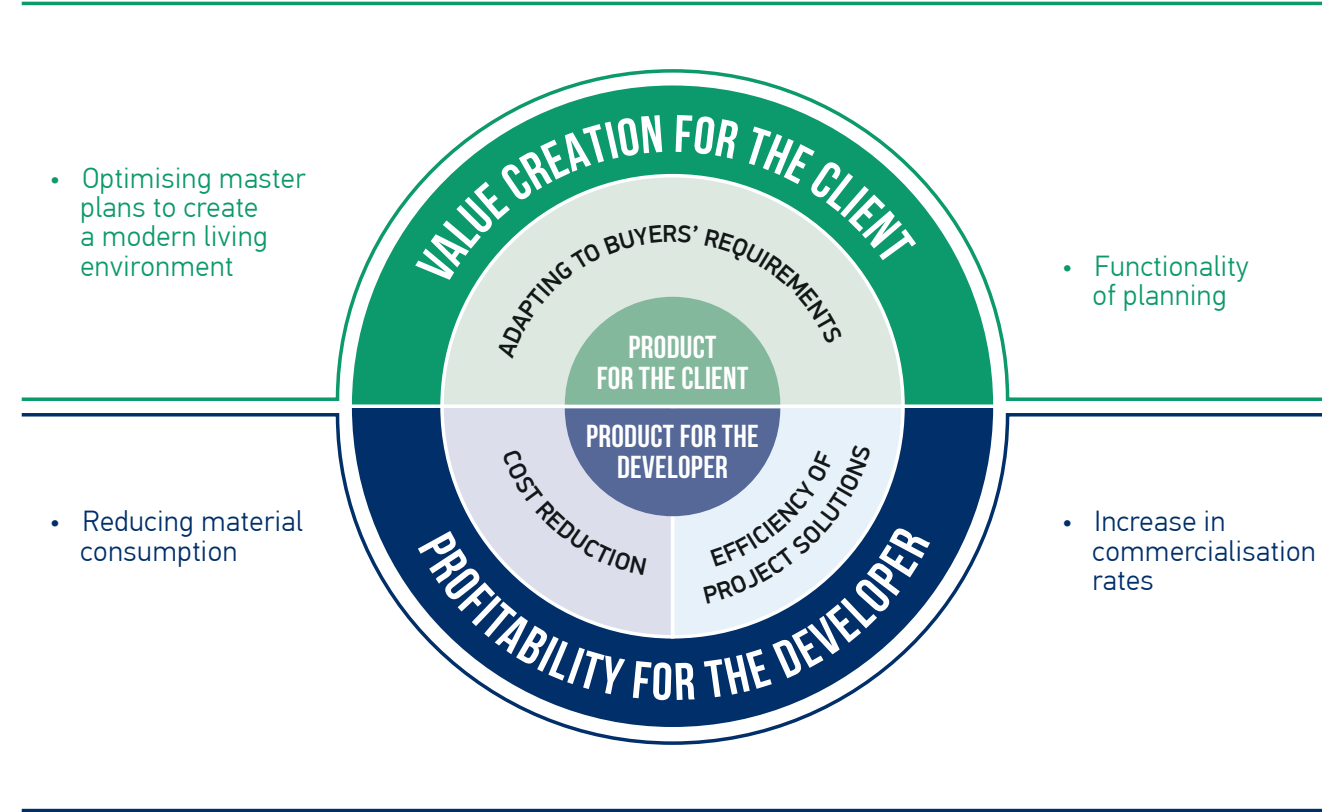 VALUE CREATION FOR THE CLIENT
• Optimising master
plans to create
a modern living
environment
ADAPTING TO BUYERS’ REQUIREMENTS
• Functionality
of planning
PRODUCT
FOR THE CLIENT
PRODUCT FOR THE
DEVELOPER
COST REDUCTION
EFFICIENCY OF
PROJECT SOLUTIONS
• Reducing material
consumption
• Increase in
commercialisation
rates
PROFITABILITY FOR THE DEVELOPER